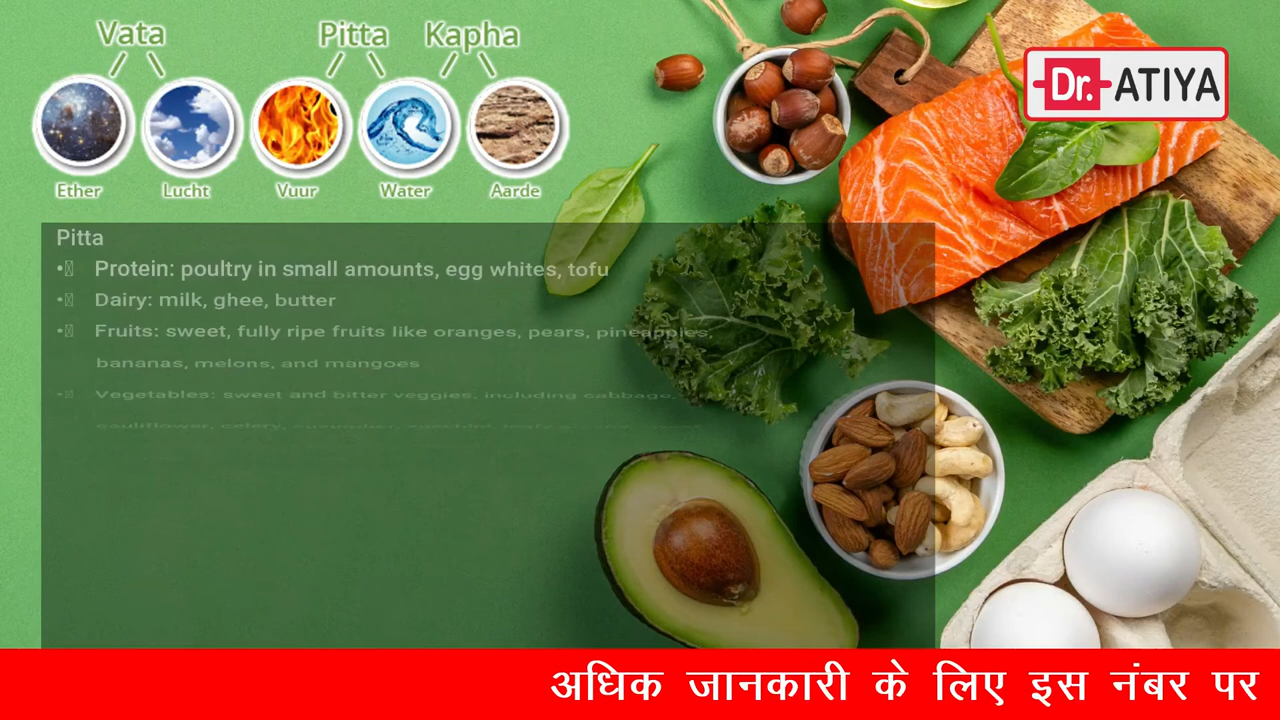 Vata Pitta Kapha
Ether Lucht Vuur Water Aarde
Dr. ATIYA
Pitta
• Protein: poultry in small amounts, egg whites, tofu
• Dairy: milk, ghee, butter
• Fruits: sweet, fully ripe fruits like oranges, pears, pineapples,
bananas, melons, and mangoes
• Vegetables: sweet and bitter veggies, including cabbage,
cauliflower, celery,
अधिक जानकारी के लिए इस नंबर पर